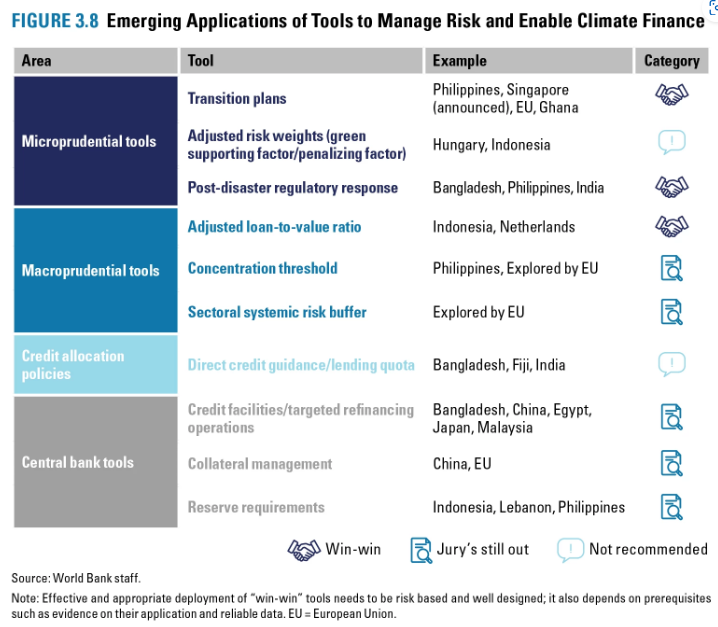 FIGURE 3.8 Emerging Applications of Tools to Manage Risk and Enable Climate Finance
Area Tool Example Category
Microprudential tools
Transition plans
Philippines, Singapore
(announced), EU, Ghana
Adjusted risk weights (green
supporting factor/penalizing factor)
Hungary, Indonesia
!
Post-disaster regulatory response
Bangladesh, Philippines, India
Macroprudential tools
Adjusted loan-to-value ratio
Indonesia, Netherlands
Concentration threshold
Philippines, Explored by EU
Sectoral systemic risk buffer
Explored by EU
Credit allocation
policies
Direct credit guidance/lending quota
Bangladesh, Fiji, India
!
Central bank tools
Credit facilities/targeted refinancing
operations
Bangladesh, China, Egypt,
Japan, Malaysia
Collateral management
China, EU
Reserve requirements
Indonesia, Lebanon, Philippines
Win-win
Jury's still out
! Not recommended
Source: World Bank staff.
Note: Effective and appropriate deployment of "win-win" tools needs to be risk based and well designed; it also depends on prerequisites
such as evidence on their application and reliable data. EU = European Union.